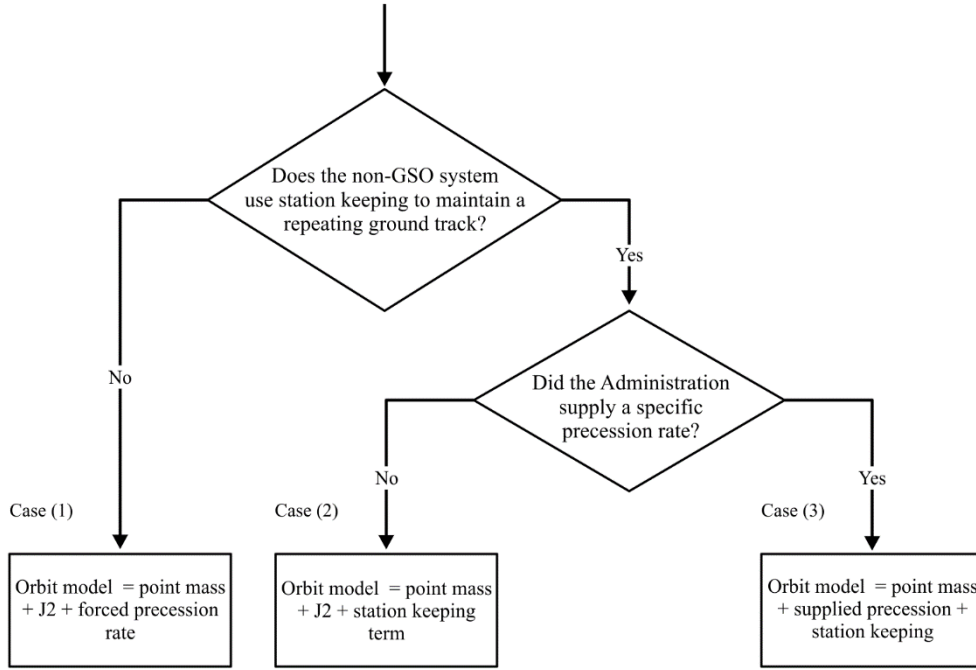 Does the non-GSO system
use station keeping to maintain a
repeating ground track?
Yes
No
Did the Administration
supply a specific
precession rate?
No
Yes
Case (1)
Case (2)
Case (3)
Orbit model = point mass
+ J2 + forced precession
rate
Orbit model = point mass
+ J2 + station keeping
term
Orbit model = point mass
+ supplied precession +
station keeping